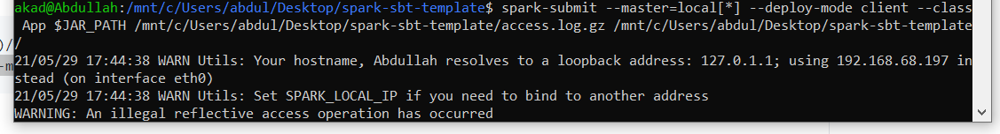 akad@Abdullah:/mnt/c/Users/abdul/Desktop/spark-sbt-template$ spark-submit --master=local[*] --deploy-mode client --class
 App $JAR_PATH /mnt/c/Users/abdul/Desktop/spark-sbt-template/access.log.gz /mnt/c/Users/abdul/Desktop/spark-sbt-template
/
21/05/29 17:44:38 WARN Utils: Your hostname, Abdullah resolves to a loopback address: 127.0.1.1; using 192.168.68.197 in
stead (on interface eth0)
21/05/29 17:44:38 WARN Utils: Set SPARK_LOCAL_IP if you need to bind to another address
WARNING: An illegal reflective access operation has occurred